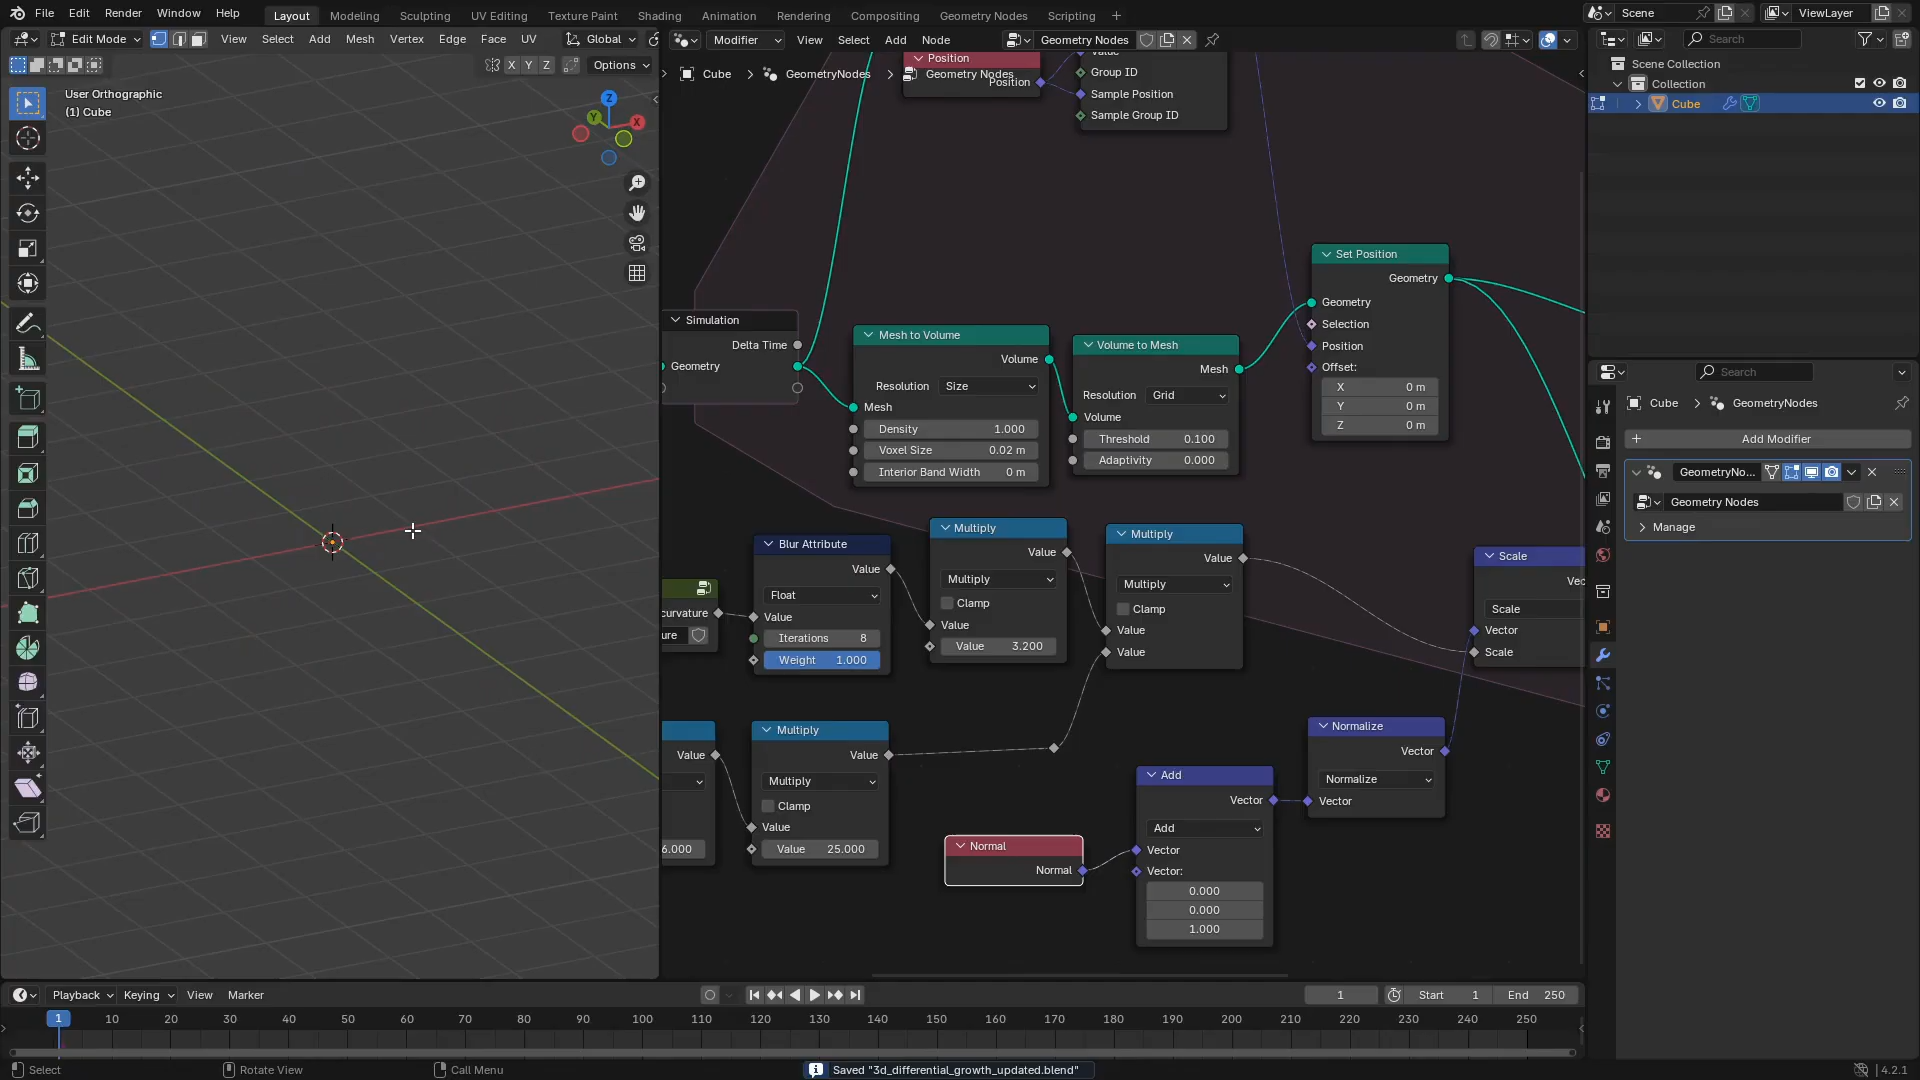 File Edit Render Window Help Layout Modeling Sculpting UV Editing Texture Paint Shading Animation Rendering Compositing Geometry Nodes Scripting + Scene ViewLayer
Edit Mode View Select Add Mesh Vertex Edge Face UV Global Modifier View Select Add Node Geometry Nodes Search
X Y Z Options
User Orthographic
(1) Cube
Z
Y
X
Cube > GeometryNodes > Geometry Nodes
Position
Position
Group ID
Sample Position
Sample Group ID
Scene Collection
Collection
Cube
Simulation
Delta Time
Geometry
Mesh to Volume
Volume
Resolution Size
Mesh
Density 1.000
Voxel Size 0.02 m
Interior Band Width 0 m
Volume to Mesh
Mesh
Resolution Grid
Volume
Threshold 0.100
Adaptivity 0.000
Set Position
Geometry
Geometry
Selection
Position
Offset:
X 0 m
Y 0 m
Z 0 m
Search
Cube > GeometryNodes
+ Add Modifier
GeometryNo...
Geometry Nodes
Manage
curvature
ure
Blur Attribute
Value
Float
Value
Iterations 8
Weight 1.000
Multiply
Value
Multiply
Clamp
Value
Value 3.200
Multiply
Value
Multiply
Clamp
Value
Value
Scale
Vec
Scale
Vector
Scale
Value
6.000
Multiply
Value
Multiply
Clamp
Value
Value 25.000
Normal
Normal
Add
Vector
Add
Vector
Vector:
0.000
0.000
1.000
Normalize
Vector
Normalize
Vector
Playback Keying View Marker 1 Start 1 End 250
1 10 20 30 40 50 60 70 80 90 100 110 120 130 140 150 160 170 180 190 200 210 220 230 240 250
Select Rotate View Call Menu Saved "3d_differential_growth_updated.blend" 4.2.1